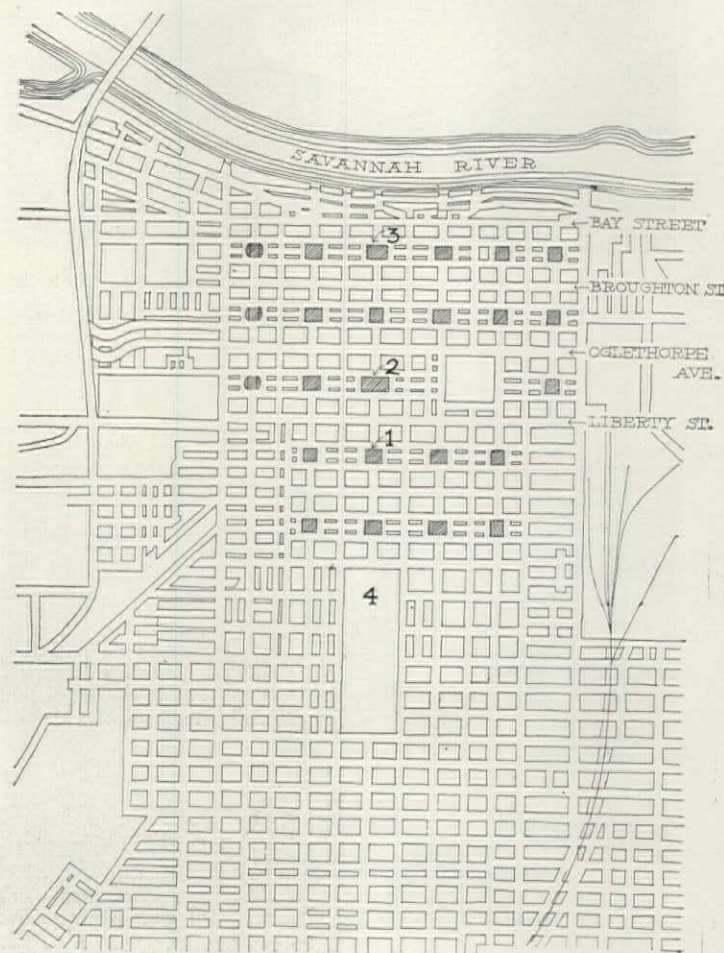 SAVANNAH RIVER
BAY STREET
3
BROUGHTON ST
OGLETHORPE
AVE.
2
LIBERTY ST.
1
4